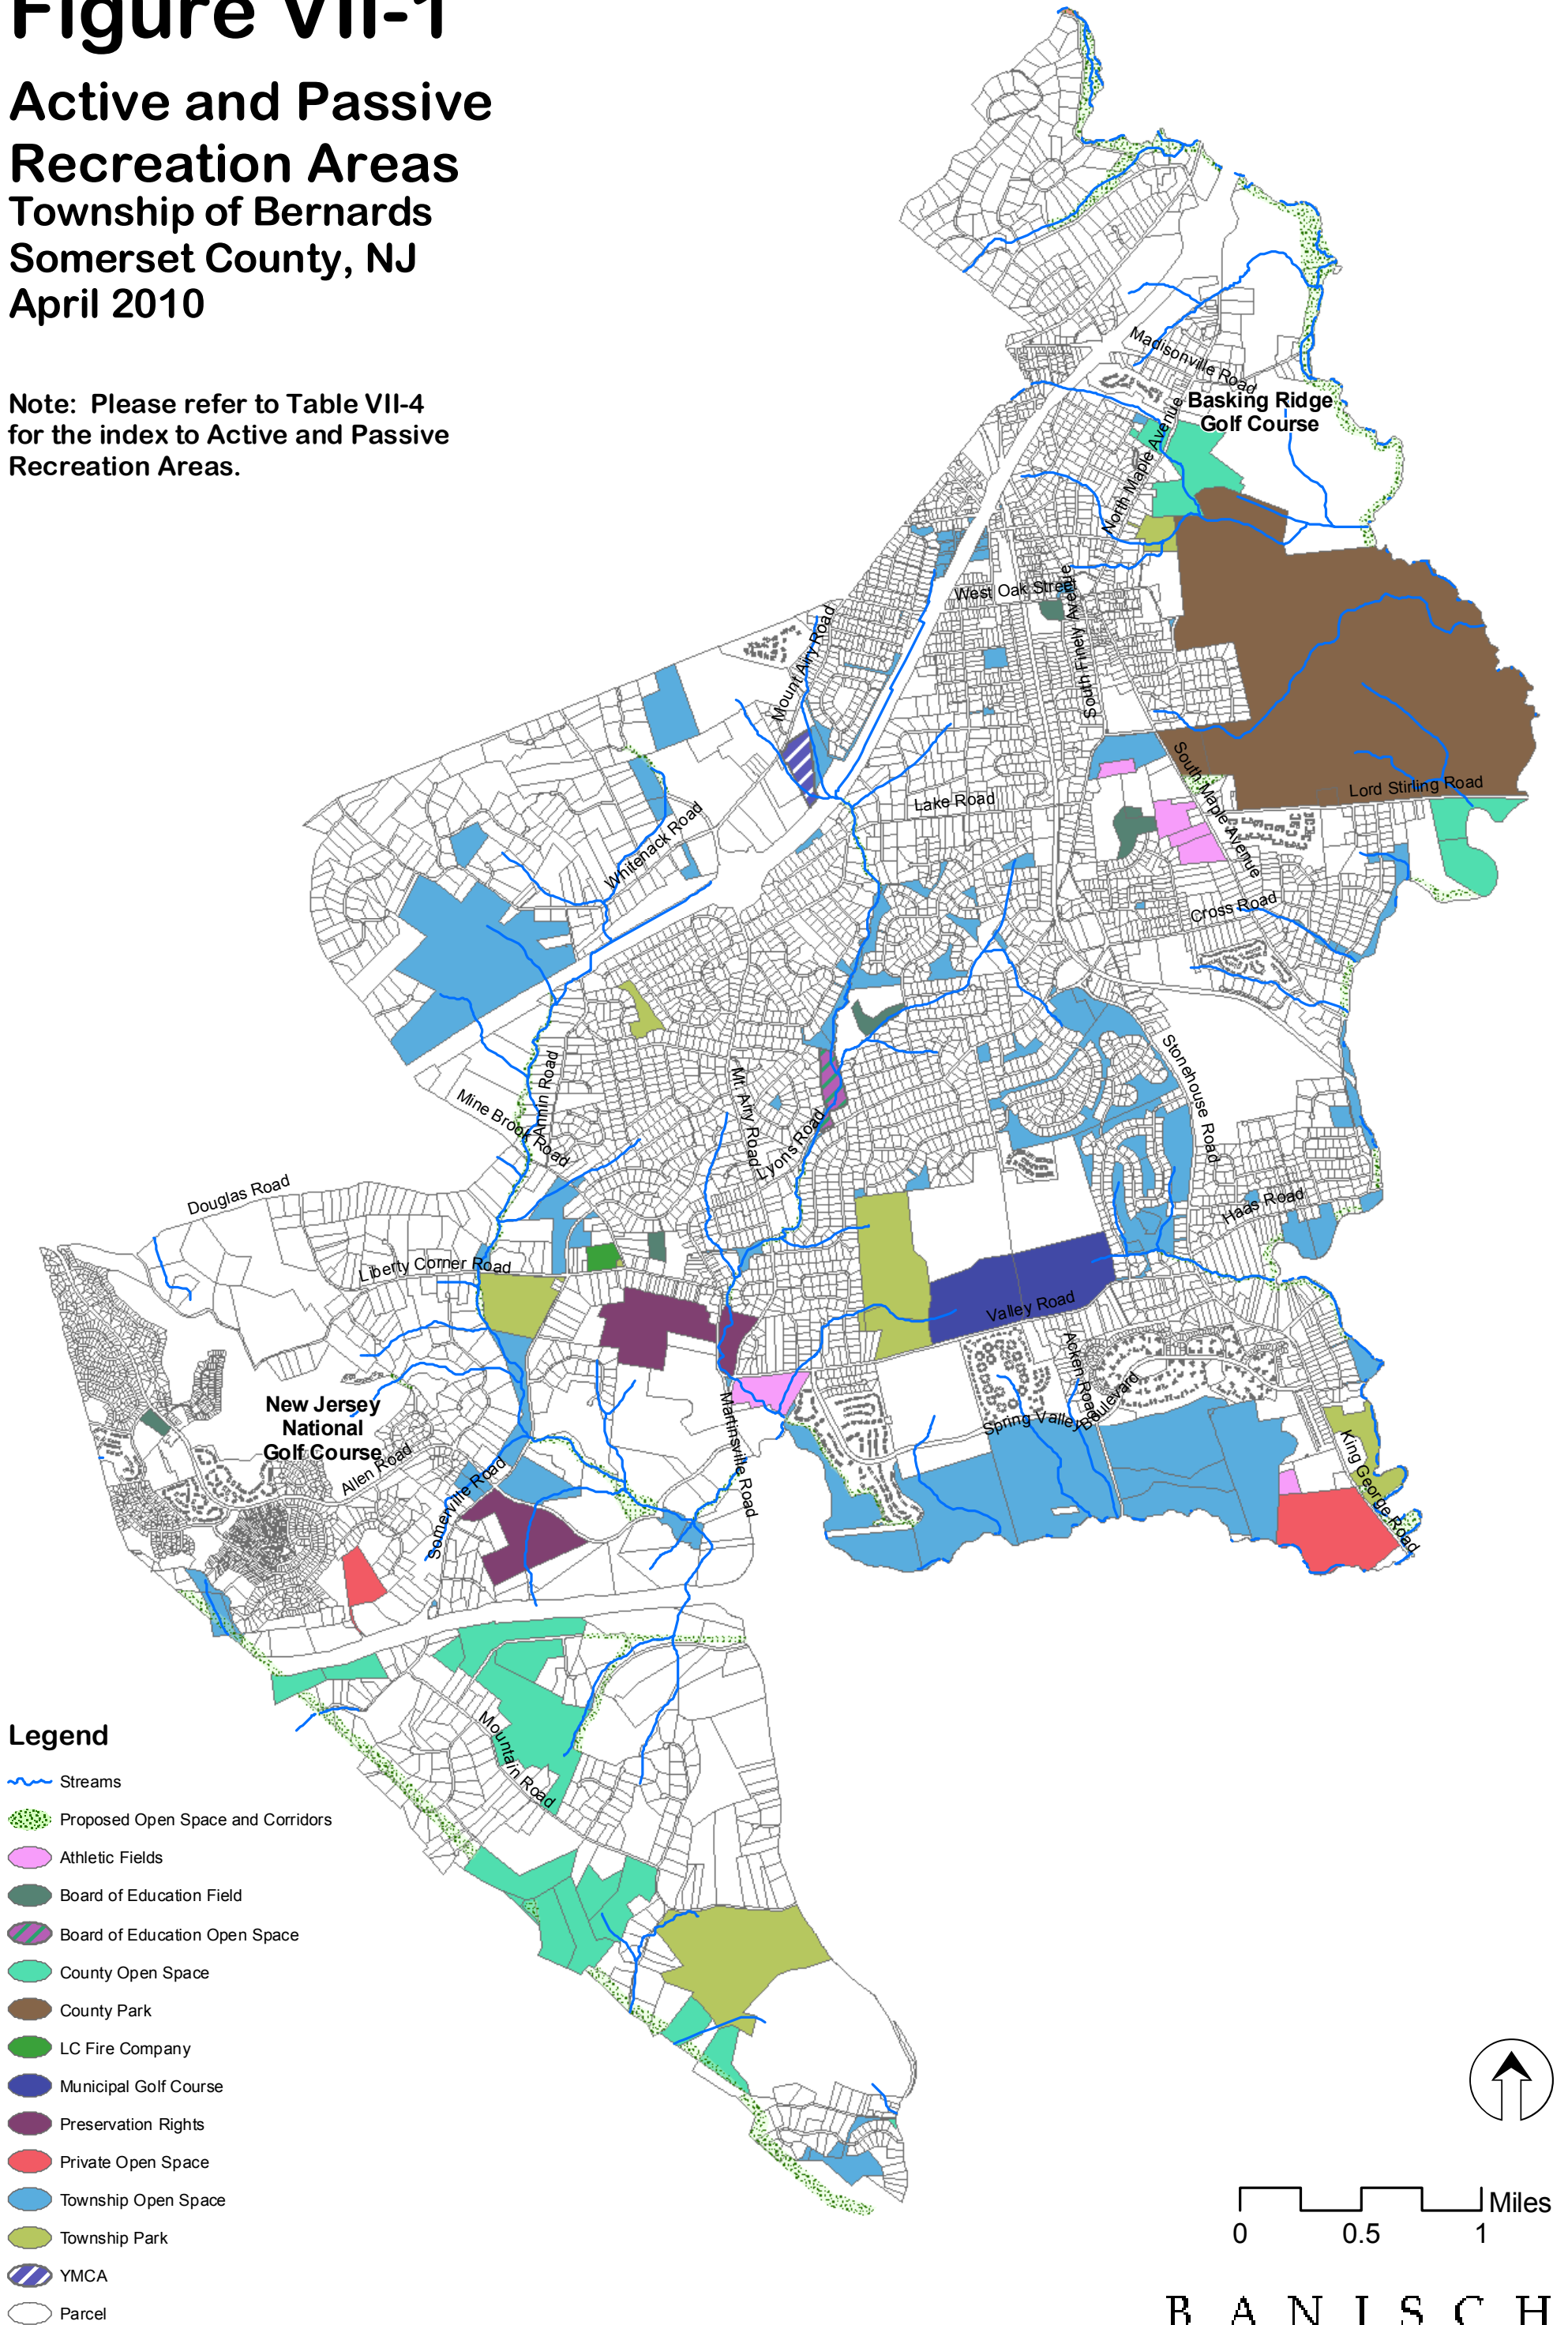 Figure VII-1
Active and Passive
Recreation Areas
Township of Bernards
Somerset County, NJ
April 2010
Note: Please refer to Table VII-4
for the index to Active and Passive
Recreation Areas.
Madisonville Road
Basking Ridge
Golf Course
North Maple Avenue
West Oak Street
South Finley Avenue
Mount Airy Road
South Maple Avenue
Lord Stirling Road
Lake Road
Whitenack Road
Cross Road
Stonehouse Road
Annin Road
Mt. Airy Road
Mine Brook Road
Lyons Road
Douglas Road
Haas Road
Liberty Corner Road
Valley Road
Acken Road
New Jersey
National
Golf Course
Martinsville Road
Spring Valley Boulevard
King George Road
Allen Road
Somerville Road
Mountain Road
Legend
Streams
Proposed Open Space and Corridors
Athletic Fields
Board of Education Field
Board of Education Open Space
County Open Space
County Park
LC Fire Company
Municipal Golf Course
Preservation Rights
Private Open Space
Township Open Space
Township Park
YMCA
Parcel
Miles
0 0.5 1
B A N I S C H